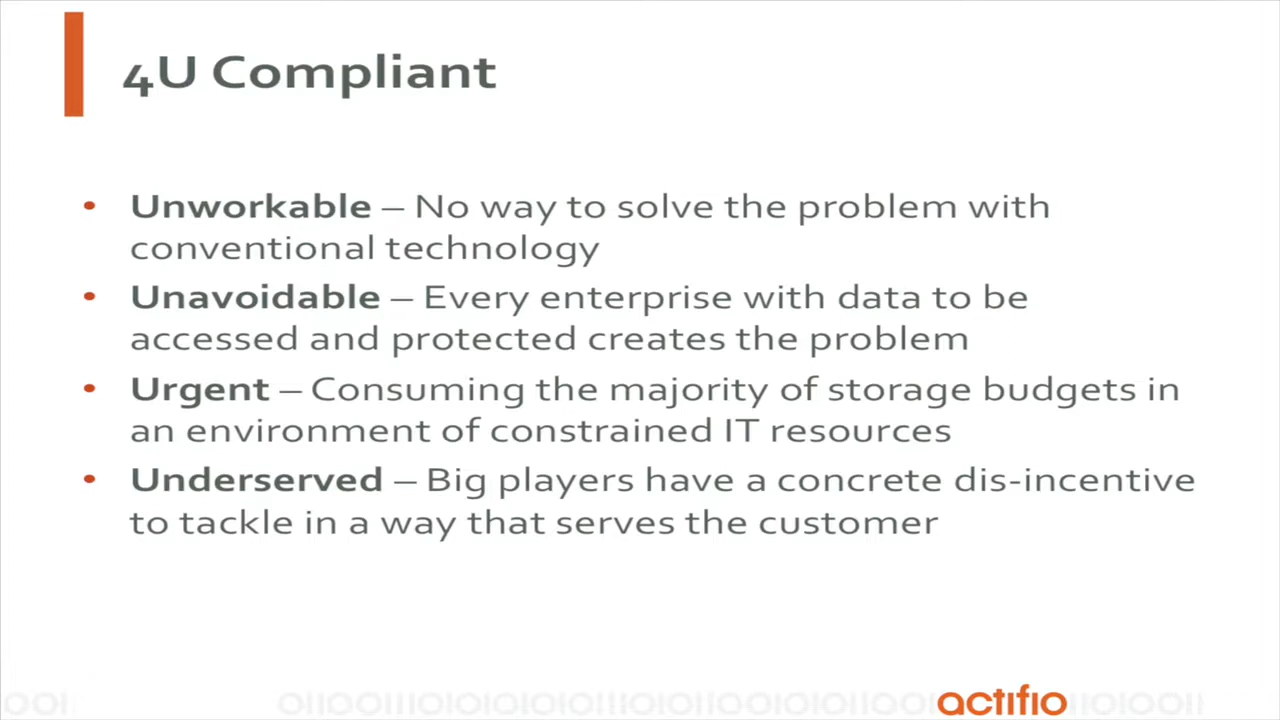 4U Compliant
• Unworkable – No way to solve the problem with
conventional technology
• Unavoidable – Every enterprise with data to be
accessed and protected creates the problem
• Urgent – Consuming the majority of storage budgets in
an environment of constrained IT resources
• Underserved – Big players have a concrete dis-incentive
to tackle in a way that serves the customer
actifio